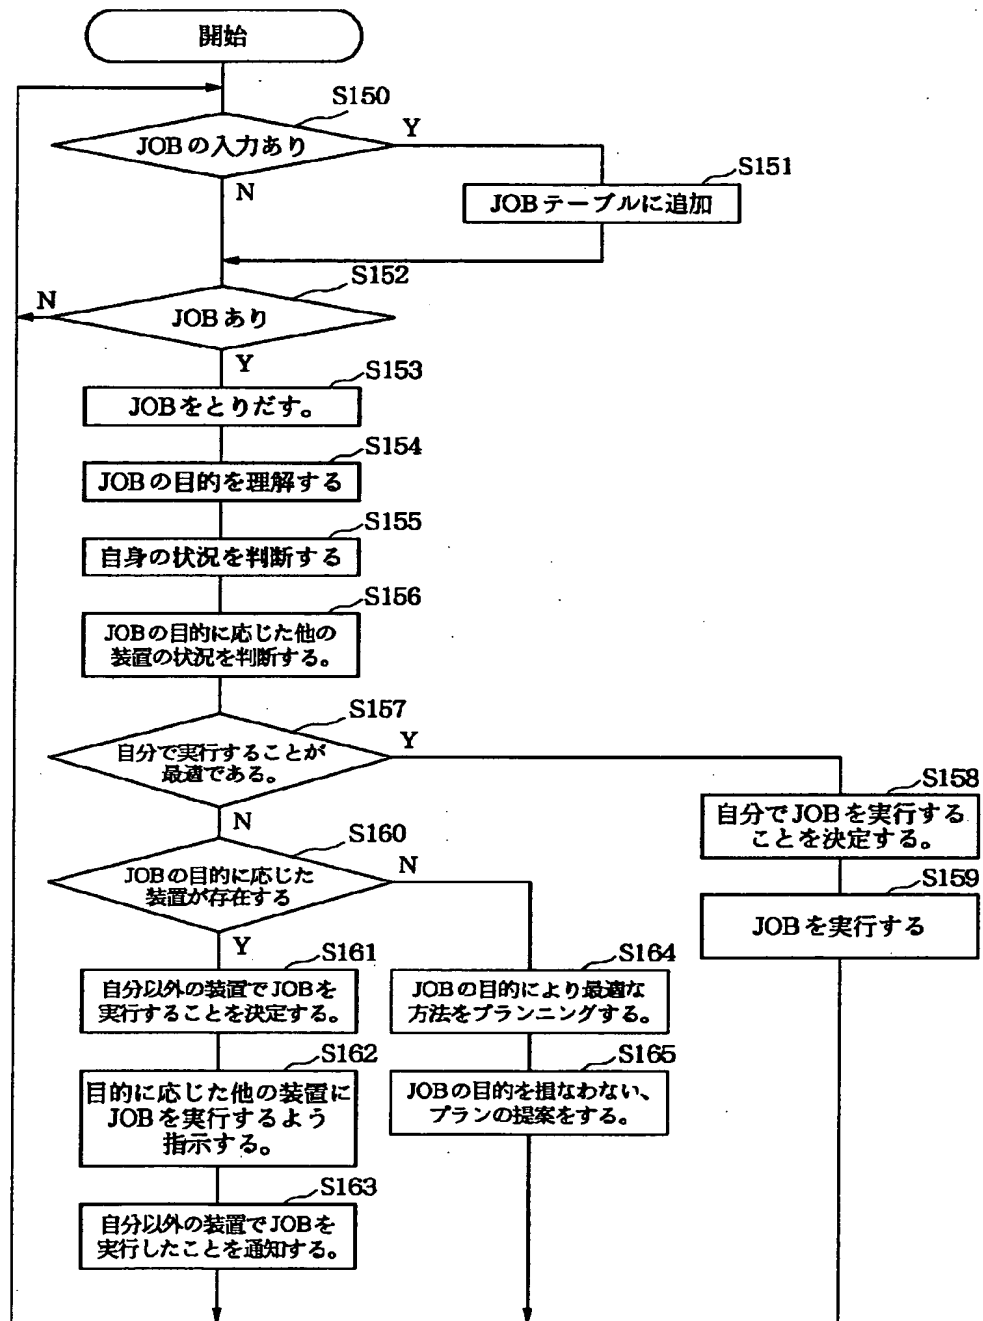 開始
S150
JOBの入力あり
Y
N
S151
JOBテーブルに追加
S152
N
JOBあり
Y
S153
JOBをとりだす。
S154
JOBの目的を理解する
S155
自身の状況を判断する
S156
JOBの目的に応じた他の
装置の状況を判断する。
S157
自分で実行することが
最適である。
Y
N
S158
自分でJOBを実行する
ことを決定する。
S159
JOBを実行する
S160
JOBの目的に応じた
装置が存在する
N
Y
S161
自分以外の装置でJOBを
実行することを決定する。
S162
目的に応じた他の装置に
JOBを実行するよう
指示する。
S163
自分以外の装置でJOBを
実行したことを通知する。
S164
JOBの目的により最適な
方法をプランニングする。
S165
JOBの目的を損なわない、
プランの提案をする。